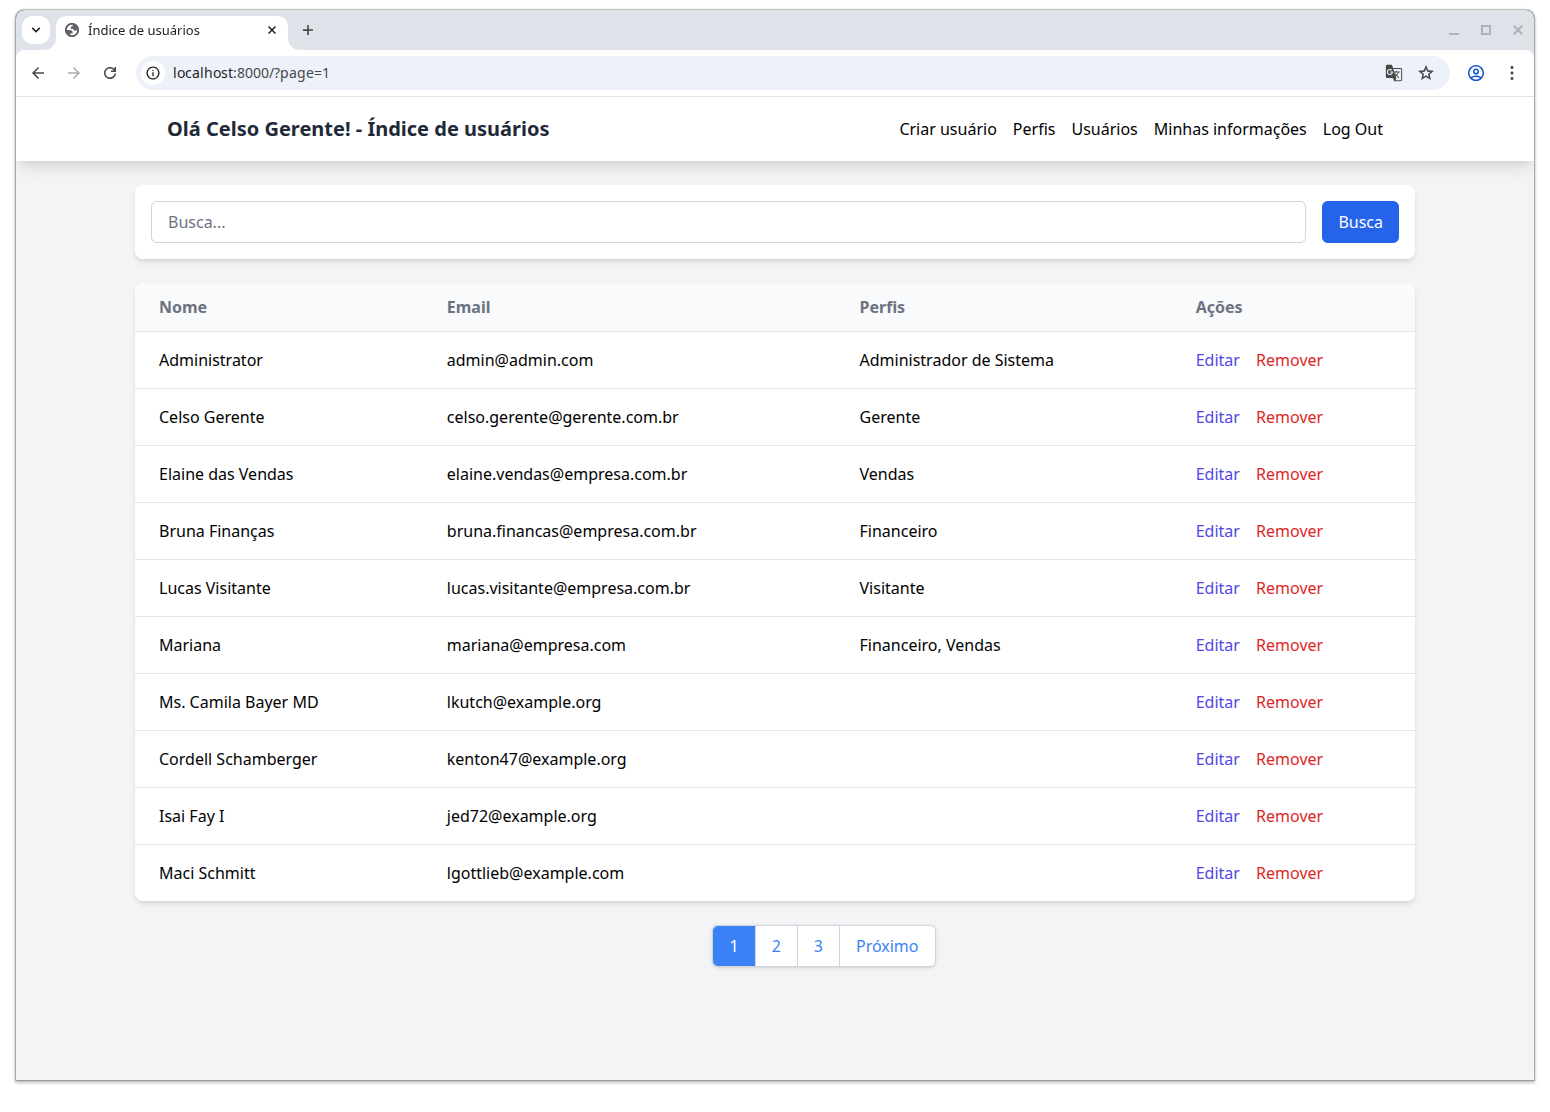 Índice de usuários
localhost:8000/?page=1
Olá Celso Gerente! - Índice de usuários Criar usuário Perfis Usuários Minhas informações Log Out
Busca... Busca
Nome Email Perfis Ações
Administrator admin@admin.com Administrador de Sistema Editar Remover
Celso Gerente celso.gerente@gerente.com.br Gerente Editar Remover
Elaine das Vendas elaine.vendas@empresa.com.br Vendas Editar Remover
Bruna Finanças bruna.financas@empresa.com.br Financeiro Editar Remover
Lucas Visitante lucas.visitante@empresa.com.br Visitante Editar Remover
Mariana mariana@empresa.com Financeiro, Vendas Editar Remover
Ms. Camila Bayer MD lkutch@example.org Editar Remover
Cordell Schamberger kenton47@example.org Editar Remover
Isai Fay I jed72@example.org Editar Remover
Maci Schmitt lgottlieb@example.com Editar Remover
1 2 3 Próximo